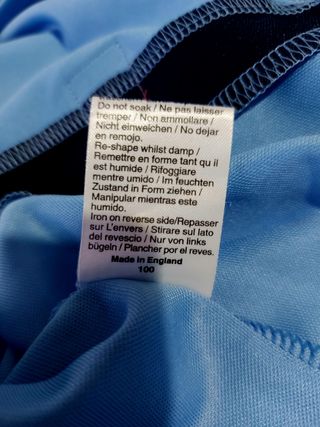 Do not soak / Ne pas laisser
tremper / Non ammollare /
Nicht einweichen / No dejar
en remojo.
Re-shape whilst damp /
Remettre en forme tant qu il
est humide / Rifoggiare
mentre umido / Im feuchten
Zustand in Form ziehen /
Manipular mientras este
humido.
Iron on reverse side/Repasser
sur L'envers / Stirare sul lato
del revescio / Nur von links
bügeln / Plancher por el reves.
Made in England
100